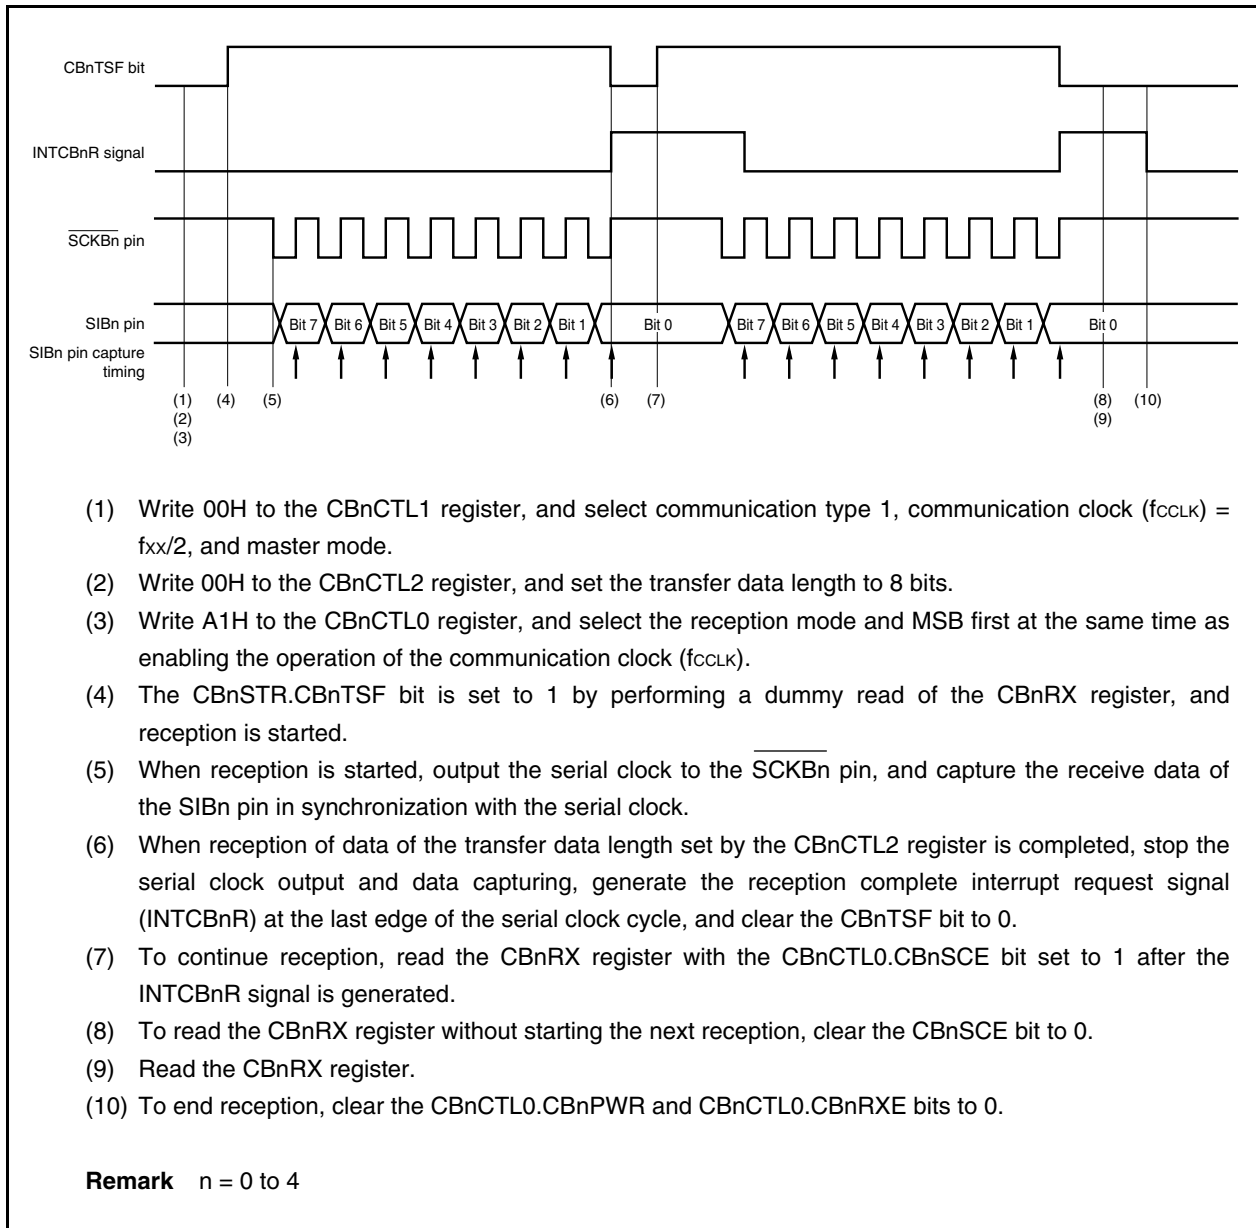 CBnTSF bit
INTCBnR signal
SCKBn pin
SIBn pin
Bit 7 Bit 6 Bit 5 Bit 4 Bit 3 Bit 2 Bit 1 Bit 0 Bit 7 Bit 6 Bit 5 Bit 4 Bit 3 Bit 2 Bit 1 Bit 0
SIBn pin capture
timing
(1) (4) (5) (6) (7) (8) (10)
(2) (9)
(3)
(1) Write 00H to the CBnCTL1 register, and select communication type 1, communication clock (fCCLK) =
fXX/2, and master mode.
(2) Write 00H to the CBnCTL2 register, and set the transfer data length to 8 bits.
(3) Write A1H to the CBnCTL0 register, and select the reception mode and MSB first at the same time as
enabling the operation of the communication clock (fCCLK).
(4) The CBnSTR.CBnTSF bit is set to 1 by performing a dummy read of the CBnRX register, and
reception is started.
(5) When reception is started, output the serial clock to the SCKBn pin, and capture the receive data of
the SIBn pin in synchronization with the serial clock.
(6) When reception of data of the transfer data length set by the CBnCTL2 register is completed, stop the
serial clock output and data capturing, generate the reception complete interrupt request signal
(INTCBnR) at the last edge of the serial clock cycle, and clear the CBnTSF bit to 0.
(7) To continue reception, read the CBnRX register with the CBnCTL0.CBnSCE bit set to 1 after the
INTCBnR signal is generated.
(8) To read the CBnRX register without starting the next reception, clear the CBnSCE bit to 0.
(9) Read the CBnRX register.
(10) To end reception, clear the CBnCTL0.CBnPWR and CBnCTL0.CBnRXE bits to 0.
Remark n = 0 to 4